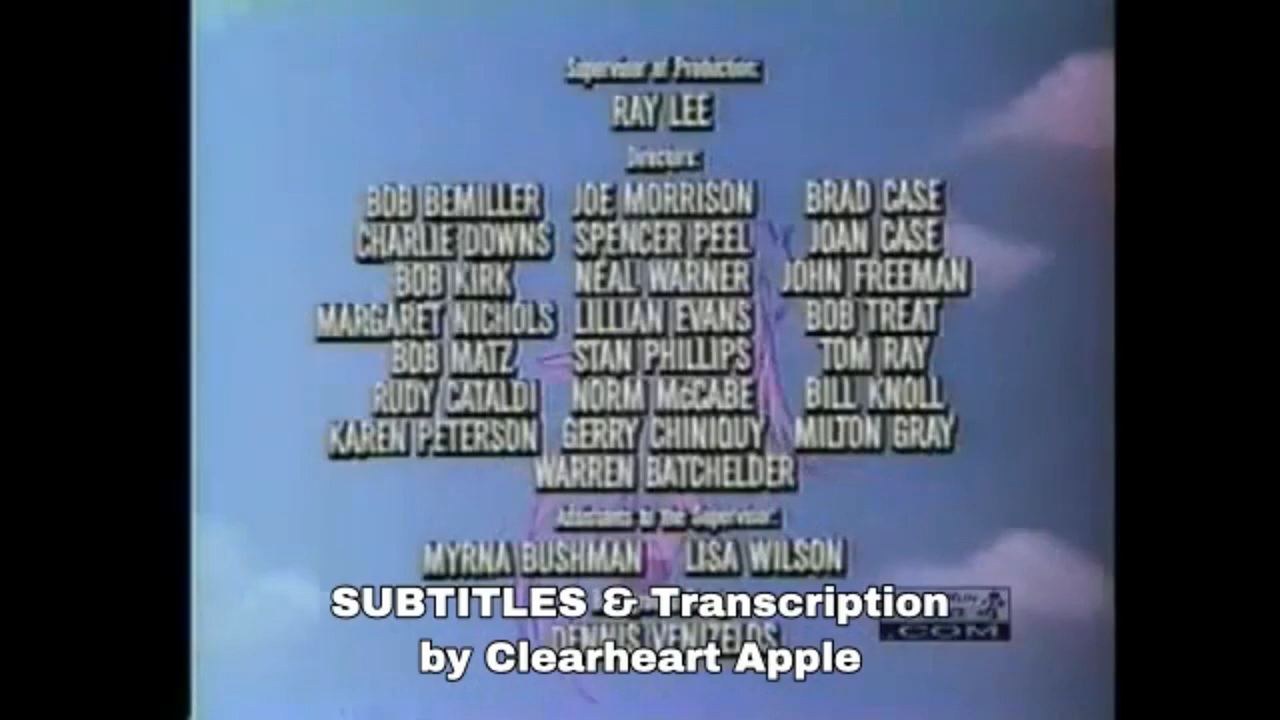 Supervisor of Production:
RAY LEE
Directors:
BOB BEMILLER JOE MORRISON BRAD CASE
CHARLIE DOWNS SPENCER PEEL JOAN CASE
BOB KIRK NEAL WARNER JOHN FREEMAN
MARGARET NICHOLS LILLIAN EVANS BOB TREAT
BOB MATZ STAN PHILLIPS TOM RAY
RUDY CATALDI NORM McCABE BILL KNOLL
KAREN PETERSON GERRY CHINIQUY MILTON GRAY
WARREN BATCHELDER
Assistants to the Supervisor:
MYRNA BUSHMAN LISA WILSON
SUBTITLES & Transcription
DENNIS VENIZELOS
by Clearheart Apple
.COM